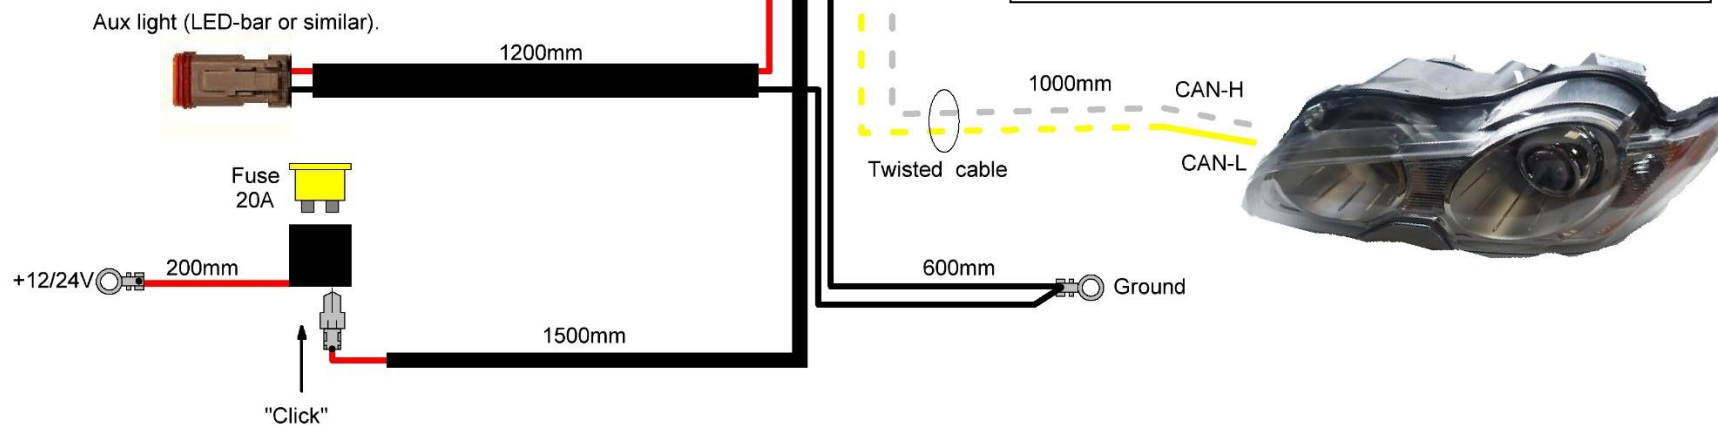 Aux light (LED-bar or similar).
1200mm
1000mm
CAN-H
Twisted cable
CAN-L
Fuse
20A
+12/24V
200mm
600mm
Ground
1500mm
"Click"